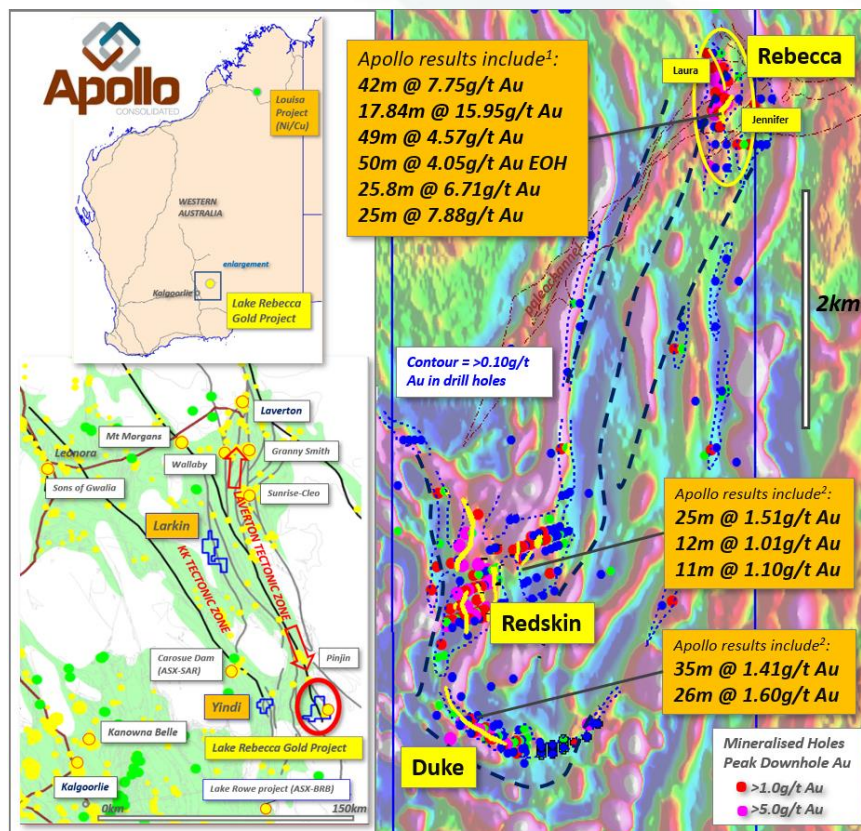 Apollo
CONSOLIDATED
Louisa
Project
(Ni/Cu)
WESTERN
AUSTRALIA
enlargement
Kalgoorlie
Lake Rebecca
Gold Project
Apollo results include1:
42m @ 7.75g/t Au
17.84m @ 15.95g/t Au
49m @ 4.57g/t Au
50m @ 4.05g/t Au EOH
25.8m @ 6.71g/t Au
25m @ 7.88g/t Au
Rebecca
Laura
Jennifer
paleochannel
2km
Contour = >0.10g/t
Au in drill holes
Laverton
Mt Morgans
Leonora
Wallaby
Granny Smith
Sons of Gwalia
Sunrise-Cleo
Larkin
LAVERTON TECTONIC ZONE
KK TECTONIC ZONE
Carosue Dam
(ASX-SAR)
Pinjin
Yindi
Kanowna Belle
Lake Rebecca Gold Project
Kalgoorlie
Lake Rowe project (ASX-BRB)
0km
150km
Apollo results include2:
25m @ 1.51g/t Au
12m @ 1.01g/t Au
11m @ 1.10g/t Au
Redskin
Apollo results include2:
35m @ 1.41g/t Au
26m @ 1.60g/t Au
Duke
Mineralised Holes
Peak Downhole Au
>1.0g/t Au
>5.0g/t Au